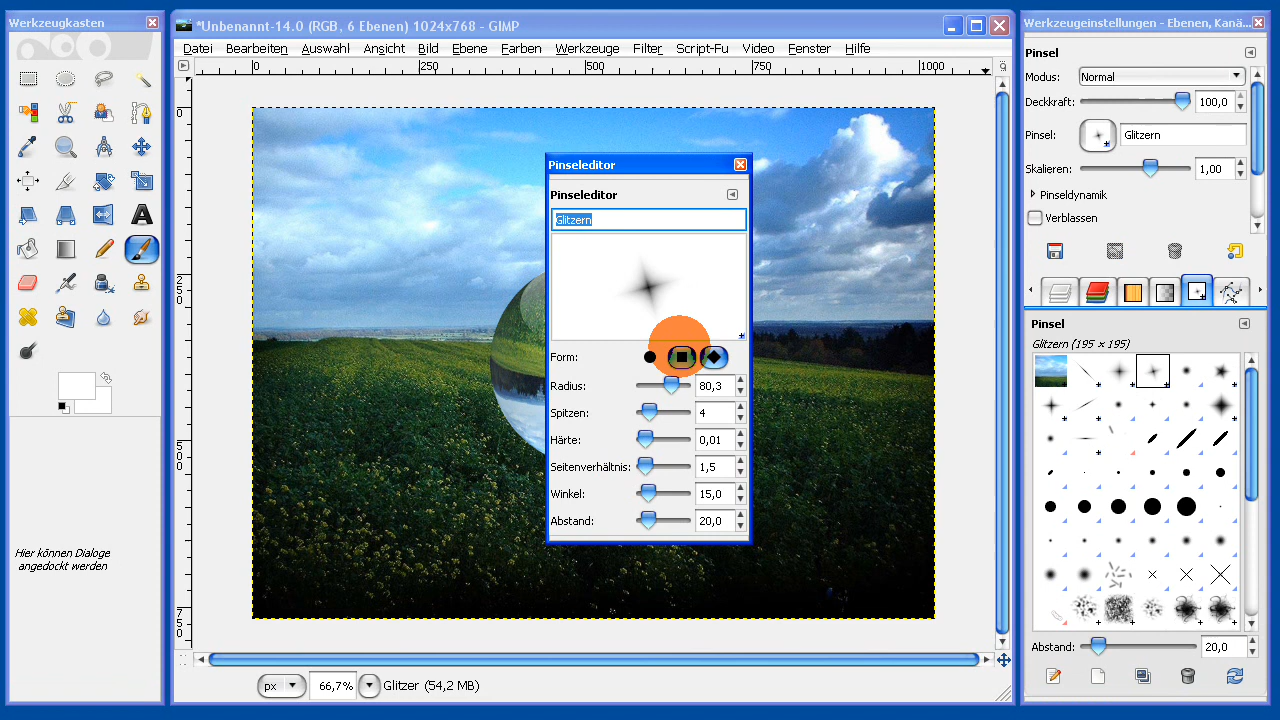 Werkzeugkasten
Hier können Dialoge
angedockt werden
*Unbenannt-14.0 (RGB, 6 Ebenen) 1024x768 - GIMP
Datei Bearbeiten Auswahl Ansicht Bild Ebene Farben Werkzeuge Filter Script-Fu Video Fenster Hilfe
0 250 500 750 1000
0
250
500
750
Pinseleditor
Pinseleditor
Glitzern
Form:
Radius: 80,3
Spitzen: 4
Härte: 0,01
Seitenverhältnis: 1,5
Winkel: 15,0
Abstand: 20,0
px 66,7% Glitzer (54,2 MB)
Werkzeugeinstellungen - Ebenen, Kanä...
Pinsel
Modus: Normal
Deckkraft: 100,0
Pinsel: Glitzern
Skalieren: 1,00
Pinseldynamik
Verblassen
Pinsel
Glitzern (195 × 195)
Abstand: 20,0